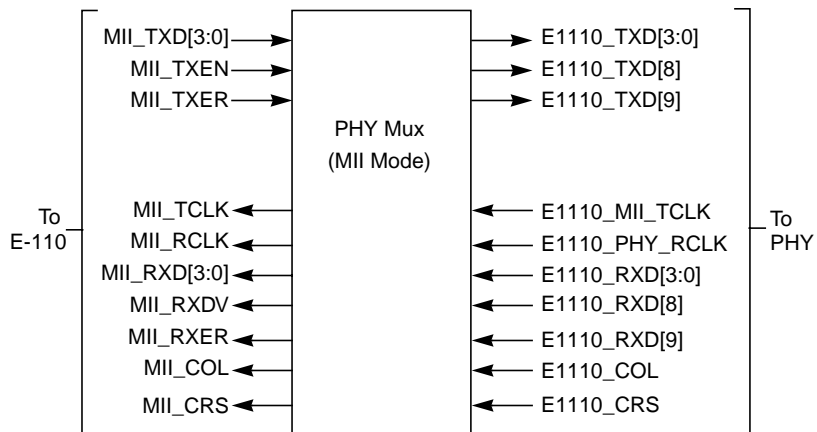 MII_TXD[3:0] E1110_TXD[3:0]
MII_TXEN E1110_TXD[8]
MII_TXER E1110_TXD[9]
PHY Mux
(MII Mode)
To
E-110
MII_TCLK E1110_MII_TCLK
MII_RCLK E1110_PHY_RCLK
MII_RXD[3:0] E1110_RXD[3:0]
MII_RXDV E1110_RXD[8]
MII_RXER E1110_RXD[9]
MII_COL E1110_COL
MII_CRS E1110_CRS
To
PHY